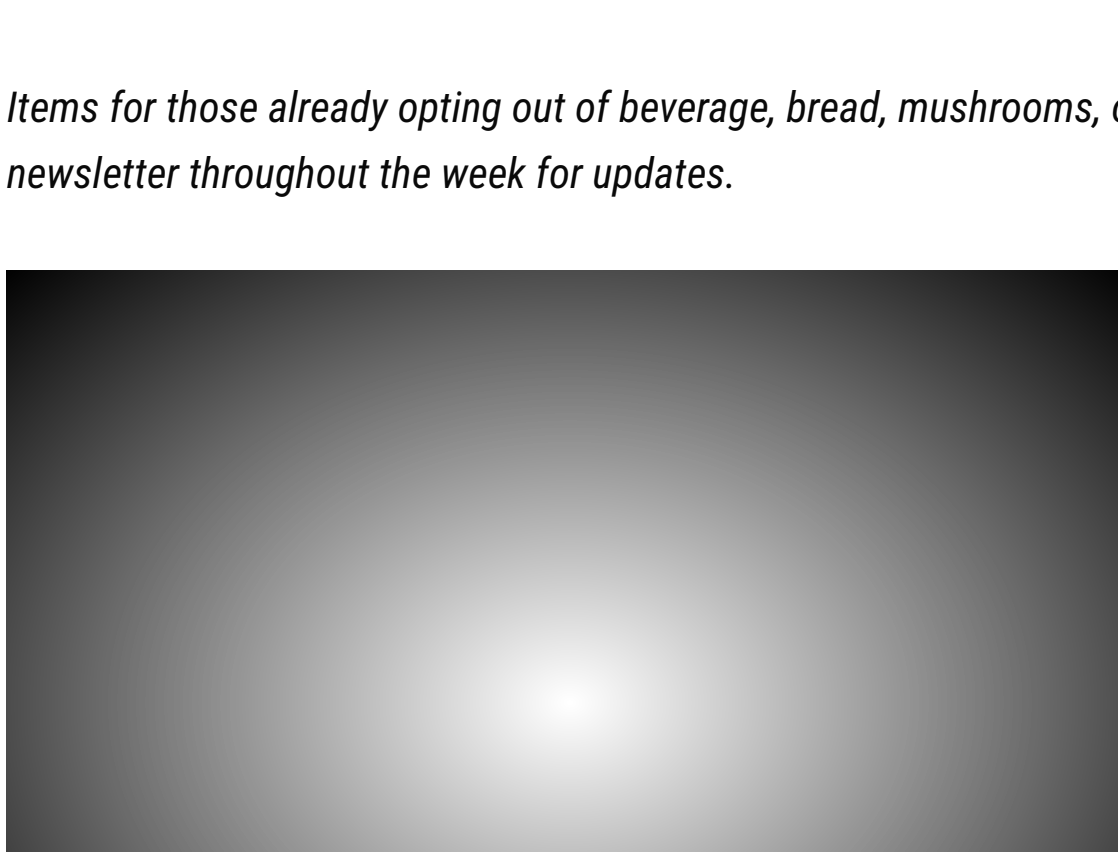 Items for those already opting out of beverage, bread, mushrooms,
newsletter throughout the week for updates.